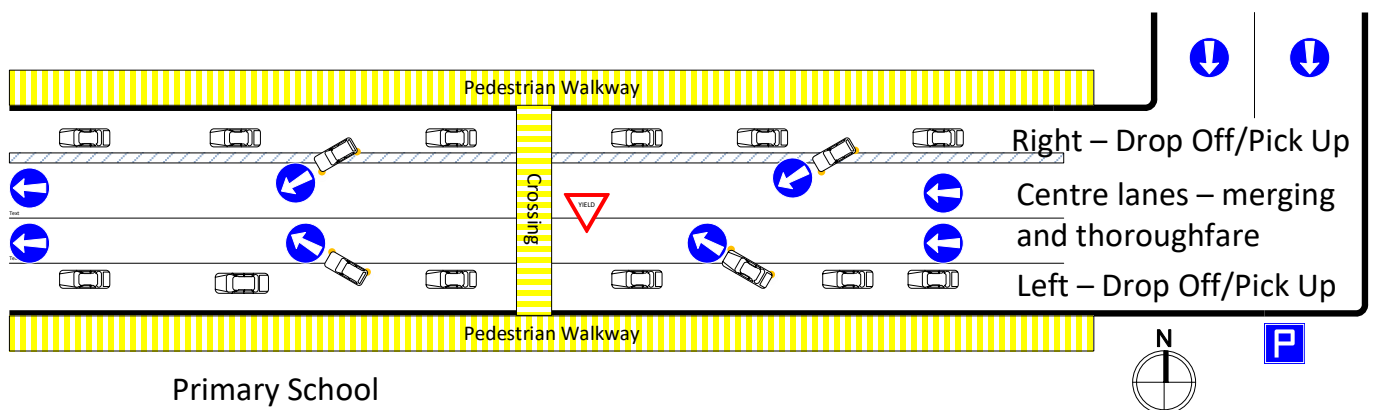 Pedestrian Walkway
Right – Drop Off/Pick Up
Crossing
YIELD
Centre lanes – merging
and thoroughfare
Text
Left – Drop Off/Pick Up
Pedestrian Walkway
N
P
Primary School